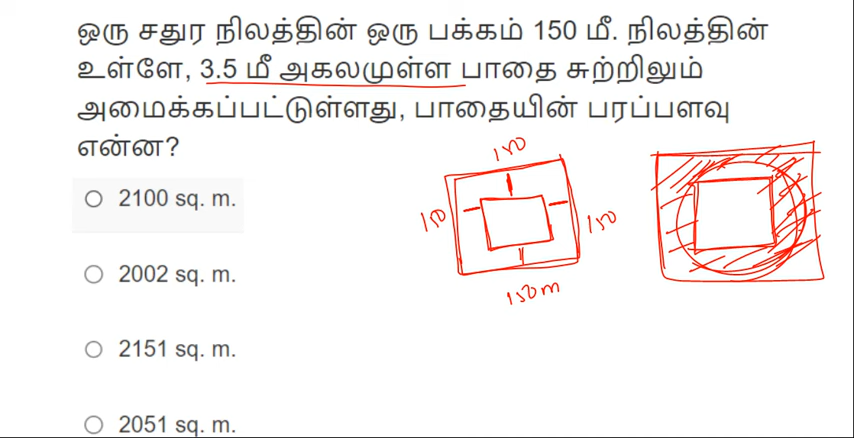 ஒரு சதுர நிலத்தின் ஒரு பக்கம் 150 மீ. நிலத்தின்
உள்ளே, 3.5 மீ அகலமுள்ள பாதை சுற்றிலும்
அமைக்கப்பட்டுள்ளது, பாதையின் பரப்பளவு
என்ன?
2100 sq. m.
2002 sq. m.
2151 sq. m.
2051 sq. m.
150
150
150
150m